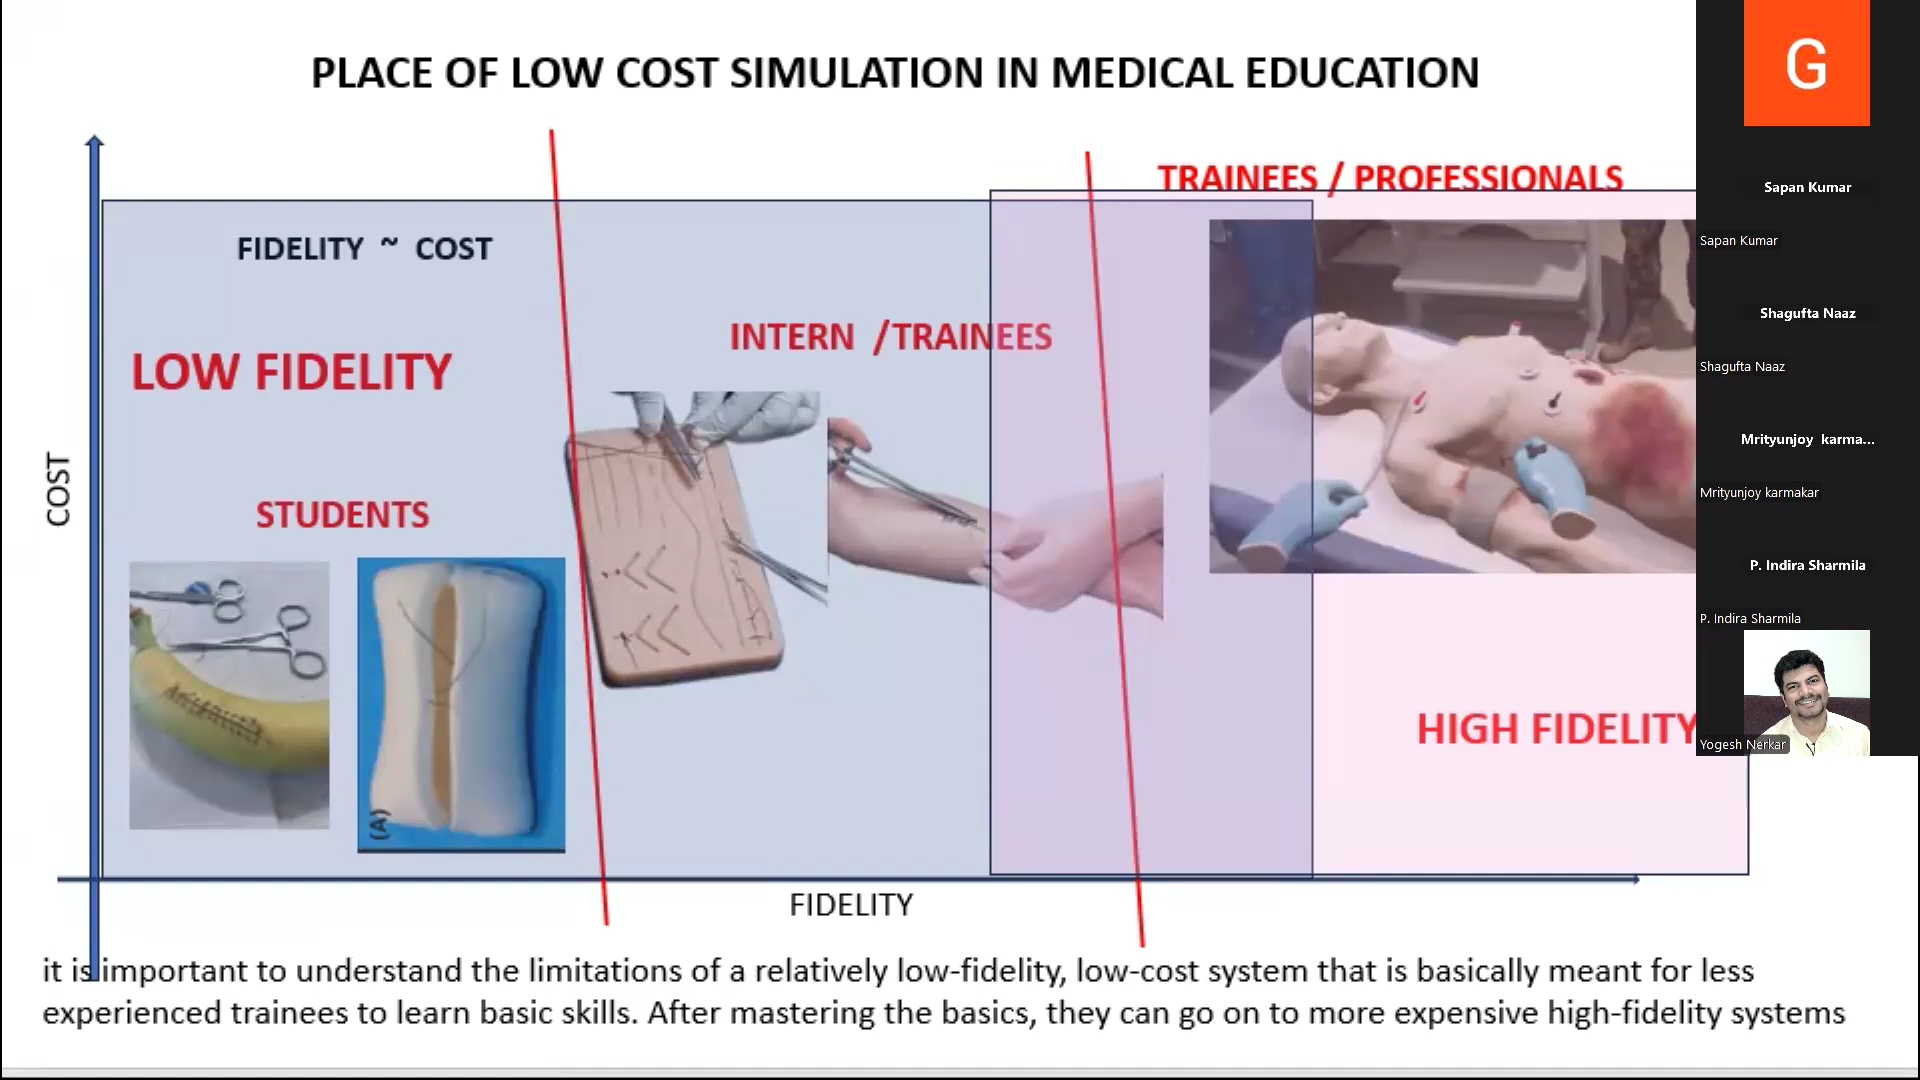 PLACE OF LOW COST SIMULATION IN MEDICAL EDUCATION
TRAINEES / PROFESSIONALS
FIDELITY ~ COST
INTERN /TRAINEES
LOW FIDELITY
STUDENTS
COST
(A)
HIGH FIDELITY
FIDELITY
it is important to understand the limitations of a relatively low-fidelity, low-cost system that is basically meant for less
experienced trainees to learn basic skills. After mastering the basics, they can go on to more expensive high-fidelity systems
G
Sapan Kumar
Sapan Kumar
Shagufta Naaz
Shagufta Naaz
Mrityunjoy karma...
Mrityunjoy karmakar
P. Indira Sharmila
P. Indira Sharmila
Yogesh Nerkar